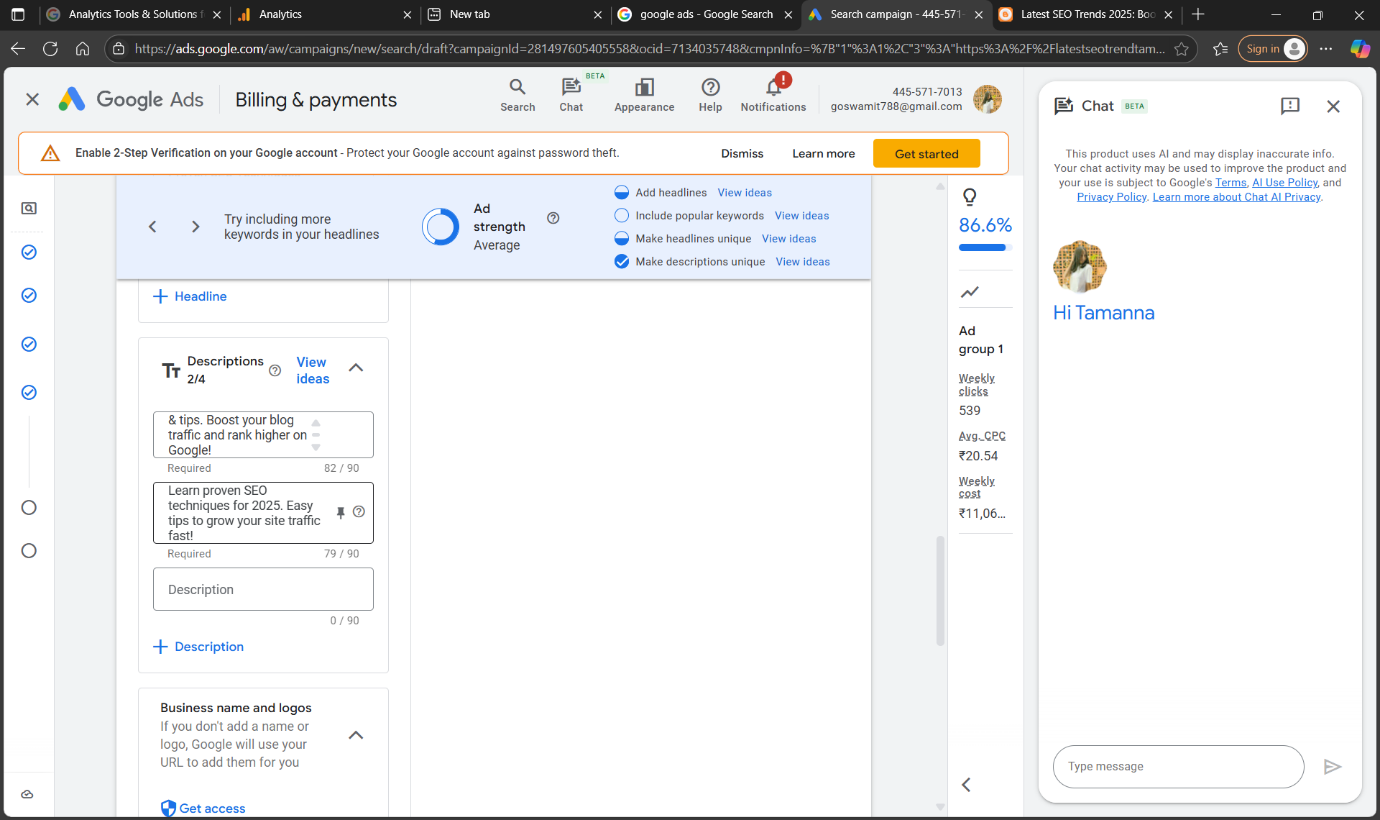 Analytics Tools & Solutions f
Analytics
New tab
google ads - Google Search
Search campaign - 445-571-
Latest SEO Trends 2025: Boo
https://ads.google.com/aw/campaigns/new/search/draft?campaignId=281497605405558&ocid=7134035748&cmpnInfo=%7B"1"%3A1%2C"3"%3A"https%3A%2F%2Flatestseotrendtam...
Sign in
Google Ads
Billing & payments
Search
Chat
BETA
Appearance
Help
Notifications
445-571-7013
goswamit788@gmail.com
Enable 2-Step Verification on your Google account - Protect your Google account against password theft.
Dismiss
Learn more
Get started
Try including more
keywords in your headlines
Ad
strength
Average
Add headlines View ideas
Include popular keywords View ideas
Make headlines unique View ideas
Make descriptions unique View ideas
Headline
Tт
Descriptions
2/4
View
ideas
& tips. Boost your blog
traffic and rank higher on
Google!
Required
82 / 90
Learn proven SEO
techniques for 2025. Easy
tips to grow your site traffic
fast!
Required
79 / 90
Description
0 / 90
Description
Business name and logos
If you don't add a name or
logo, Google will use your
URL to add them for you
Get access
86.6%
Ad
group 1
Weekly
clicks
539
Avg. CPC
₹20.54
Weekly
cost
₹11,06...
Chat BETA
This product uses AI and may display inaccurate info.
Your chat activity may be used to improve the product and
your use is subject to Google's Terms, AI Use Policy, and
Privacy Policy. Learn more about Chat AI Privacy.
Hi Tamanna
Type message